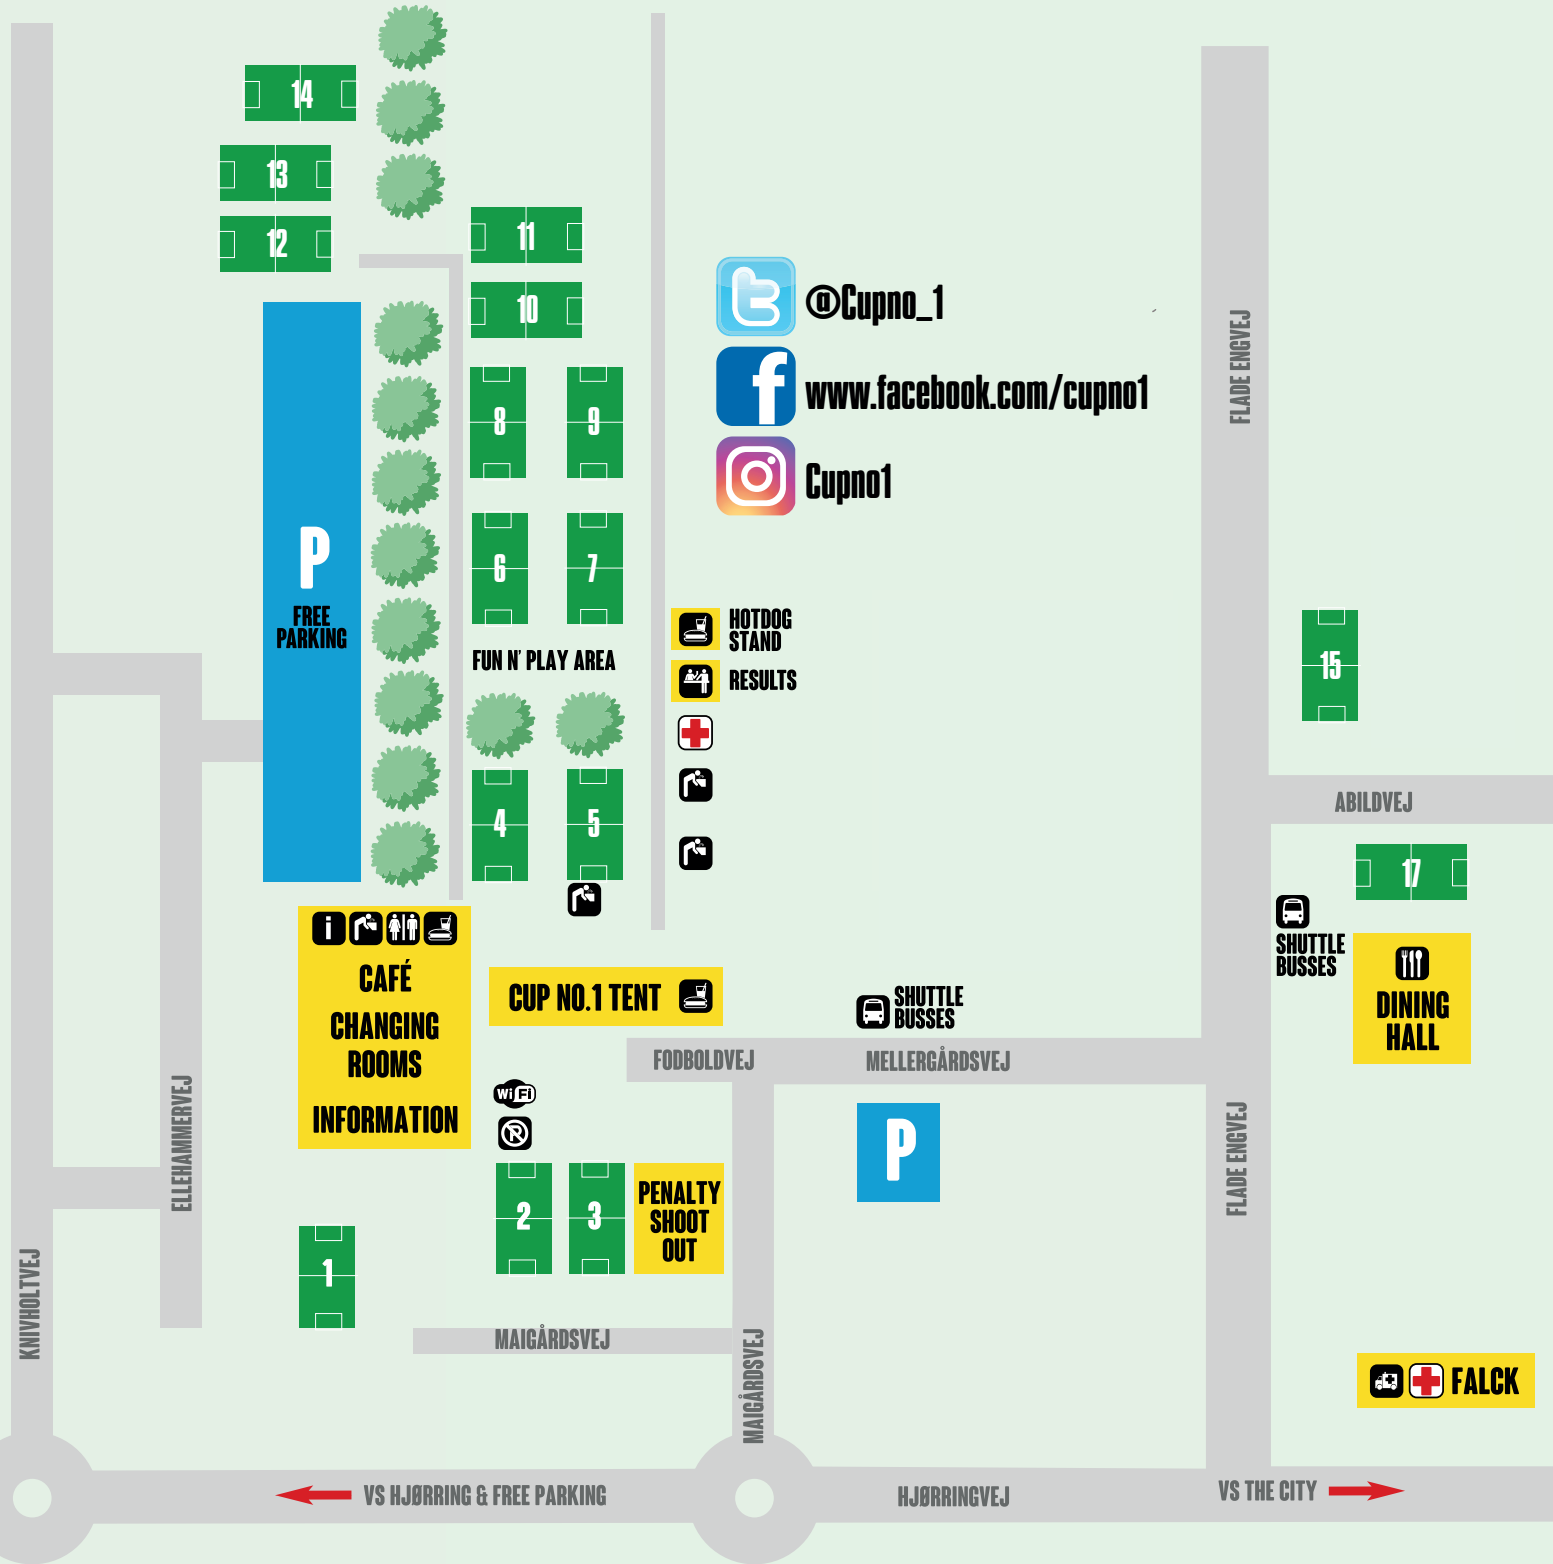 14
13
12
11
10
@Cupno_1
www.facebook.com/cupno1
Cupno1
FLADE ENGVEJ
8
9
P
FREE
PARKING
6
7
HOTDOG
STAND
FUN N' PLAY AREA
RESULTS
15
4
5
ABILDVEJ
17
i
CAFÉ
CHANGING
ROOMS
INFORMATION
CUP NO.1 TENT
SHUTTLE
BUSSES
SHUTTLE
BUSSES
DINING
HALL
FODBOLDVEJ
MELLERGÅRDSVEJ
WiFi
P
P
ELLEHAMMERVEJ
FLADE ENGVEJ
2
3
PENALTY
SHOOT
OUT
1
KNIVHOLTVEJ
MAIGÅRDSVEJ
MAIGÅRDSVEJ
FALCK
VS HJØRRING & FREE PARKING
HJØRRINGVEJ
VS THE CITY